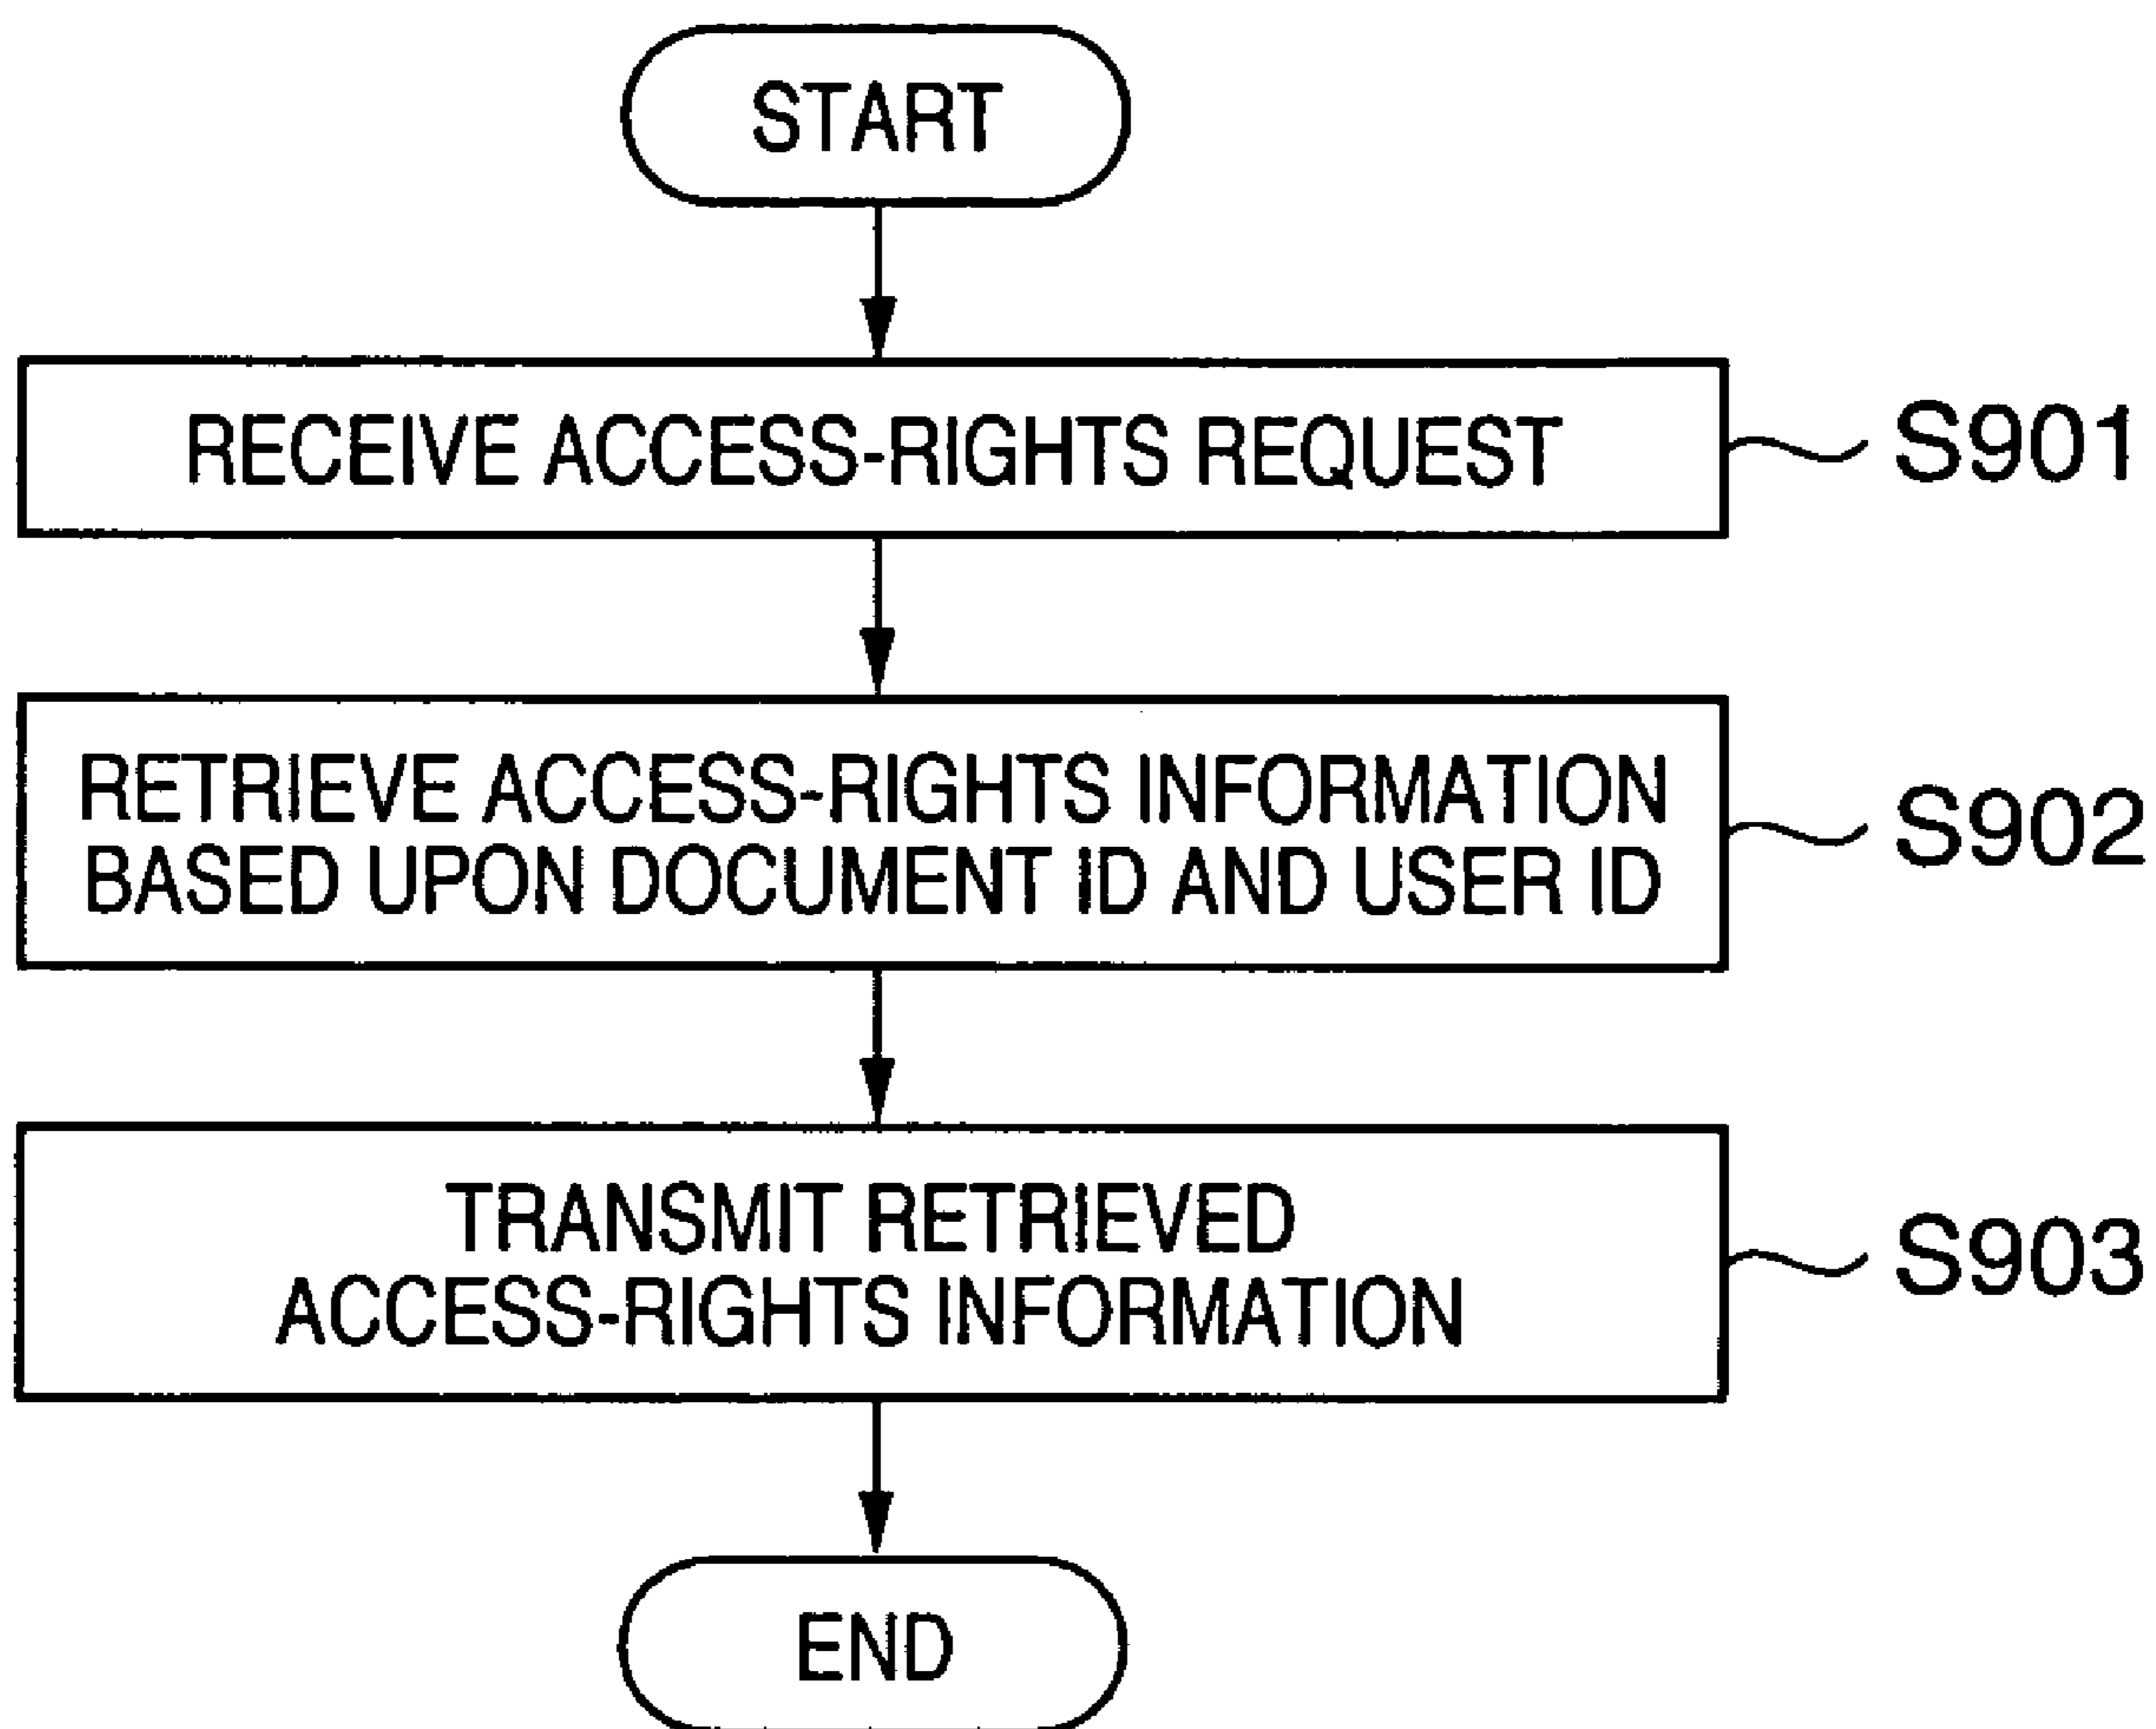 START
RECEIVE ACCESS-RIGHTS REQUEST
S901
RETRIEVE ACCESS-RIGHTS INFORMATION
BASED UPON DOCUMENT ID AND USER ID
S902
TRANSMIT RETRIEVED
ACCESS-RIGHTS INFORMATION
S903
END